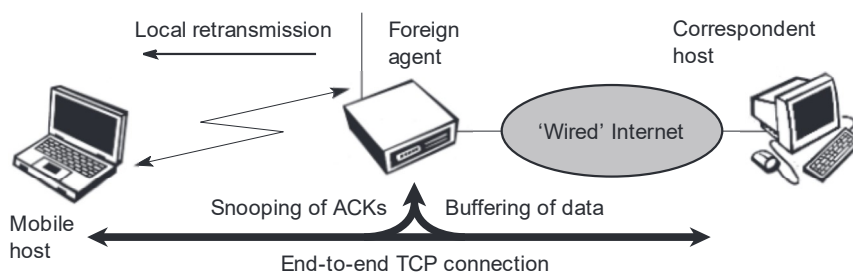 Local retransmission
Foreign
agent
Correspondent
host
‘Wired’ Internet
Mobile
host
Snooping of ACKs
Buffering of data
End-to-end TCP connection